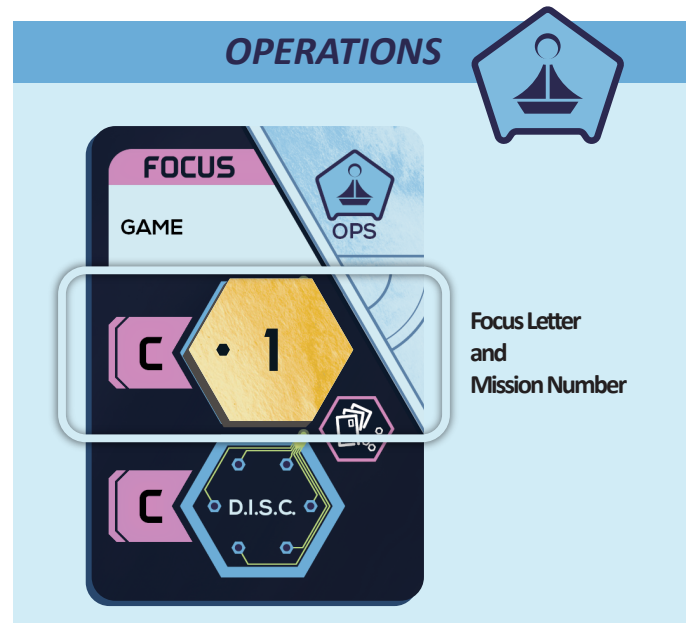 OPERATIONS
FOCUS
GAME
OPS
C 1
Focus Letter
and
Mission Number
C D.I.S.C.